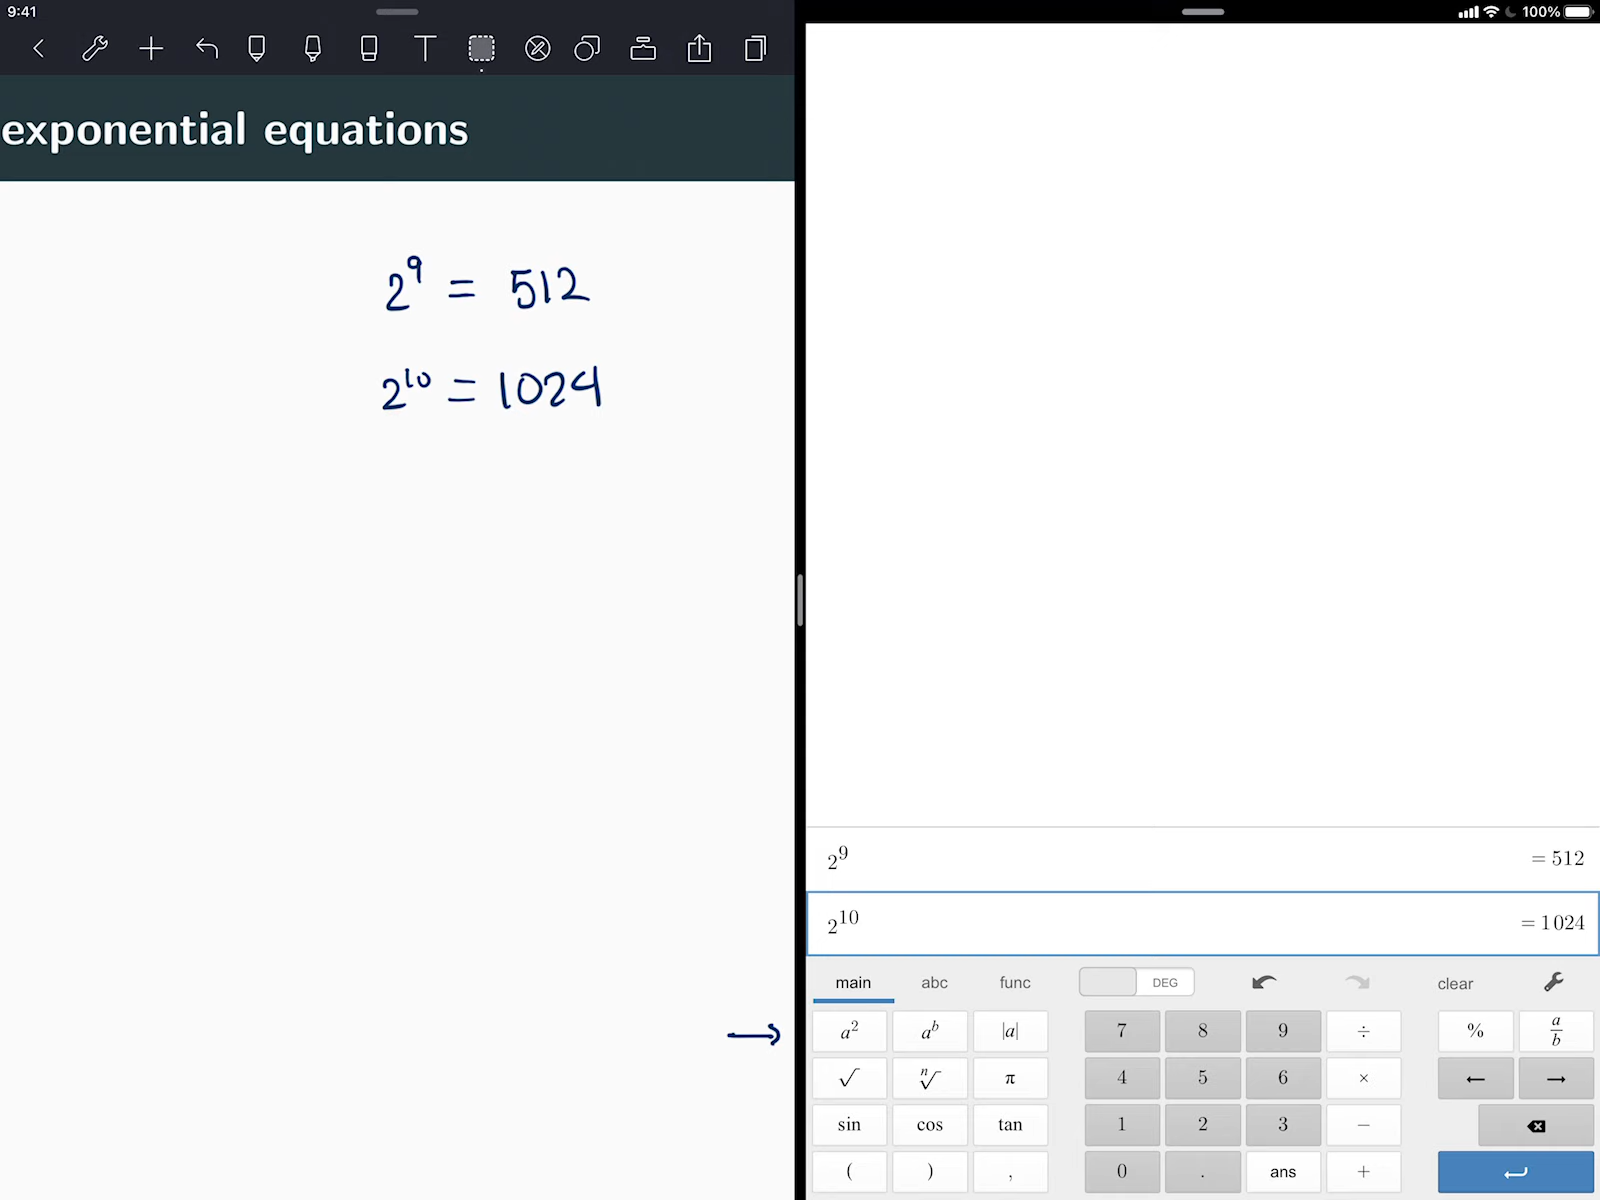 9:41
100%
exponential equations
2^9 = 512
2^10 = 1024
2^9 = 512
2^10 = 1024
main abc func DEG clear
a^2 a^b |a| 7 8 9 ÷ % a/b
√ n√ π 4 5 6 × ← →
sin cos tan 1 2 3 −
( ) , 0 . ans +